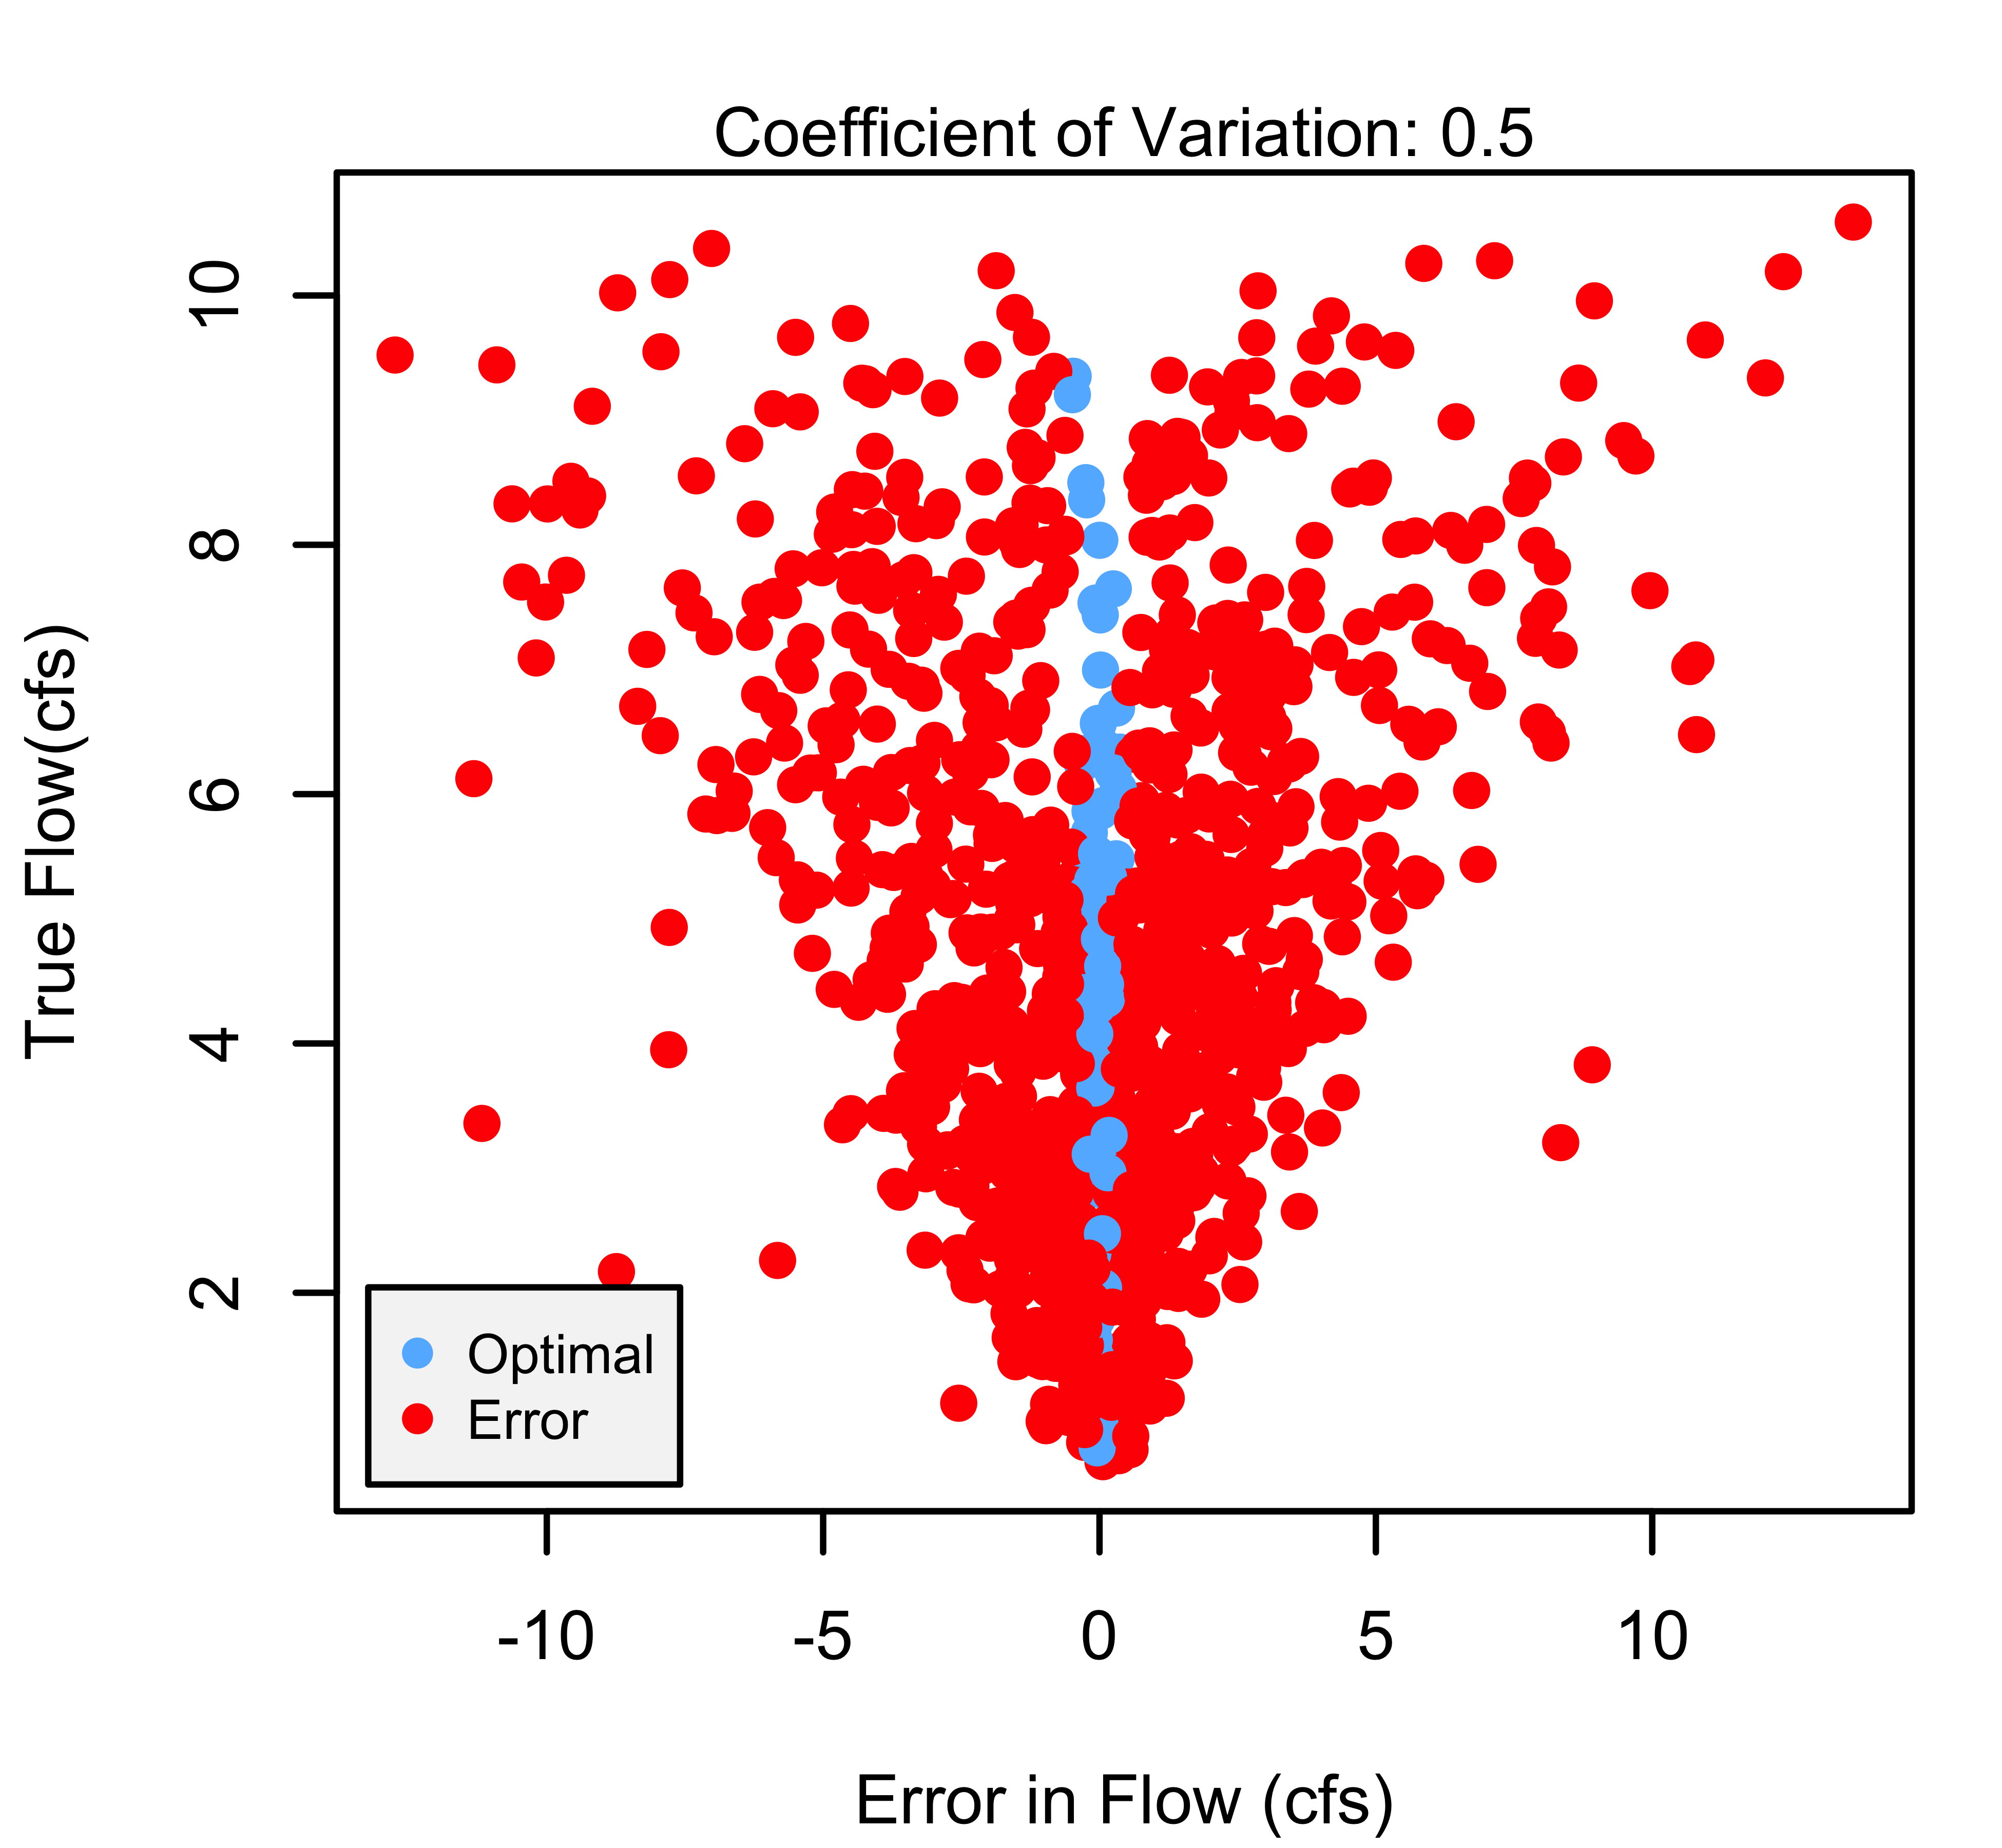 Coefficient of Variation: 0.5
True Flow(cfs)
10
8
6
4
2
Optimal
Error
-10 -5 0 5 10
Error in Flow (cfs)